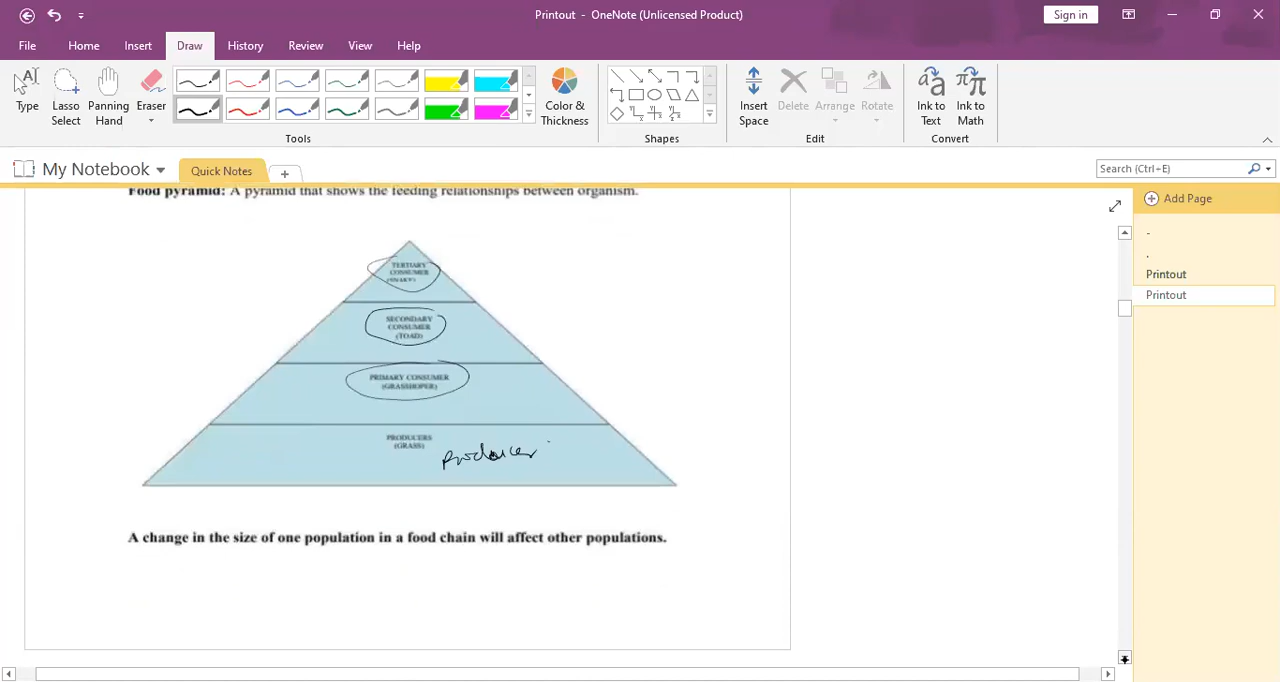 Printout - OneNote (Unlicensed Product)
Sign in
File Home Insert Draw History Review View Help
Type
Lasso Select
Panning Hand
Eraser
Color & Thickness
Insert Space
Delete
Arrange
Rotate
Ink to Text
Ink to Math
Tools
Shapes
Edit
Convert
My Notebook
Quick Notes
Search (Ctrl+E)
Add Page
-
.
Printout
Printout
Food pyramid: A pyramid that shows the feeding relationships between organism.
TERTIARY
CONSUMER
(SNAKE)
SECONDARY
CONSUMER
(TOAD)
PRIMARY CONSUMER
(GRASSHOPER)
PRODUCERS
(GRASS)
producer
A change in the size of one population in a food chain will affect other populations.